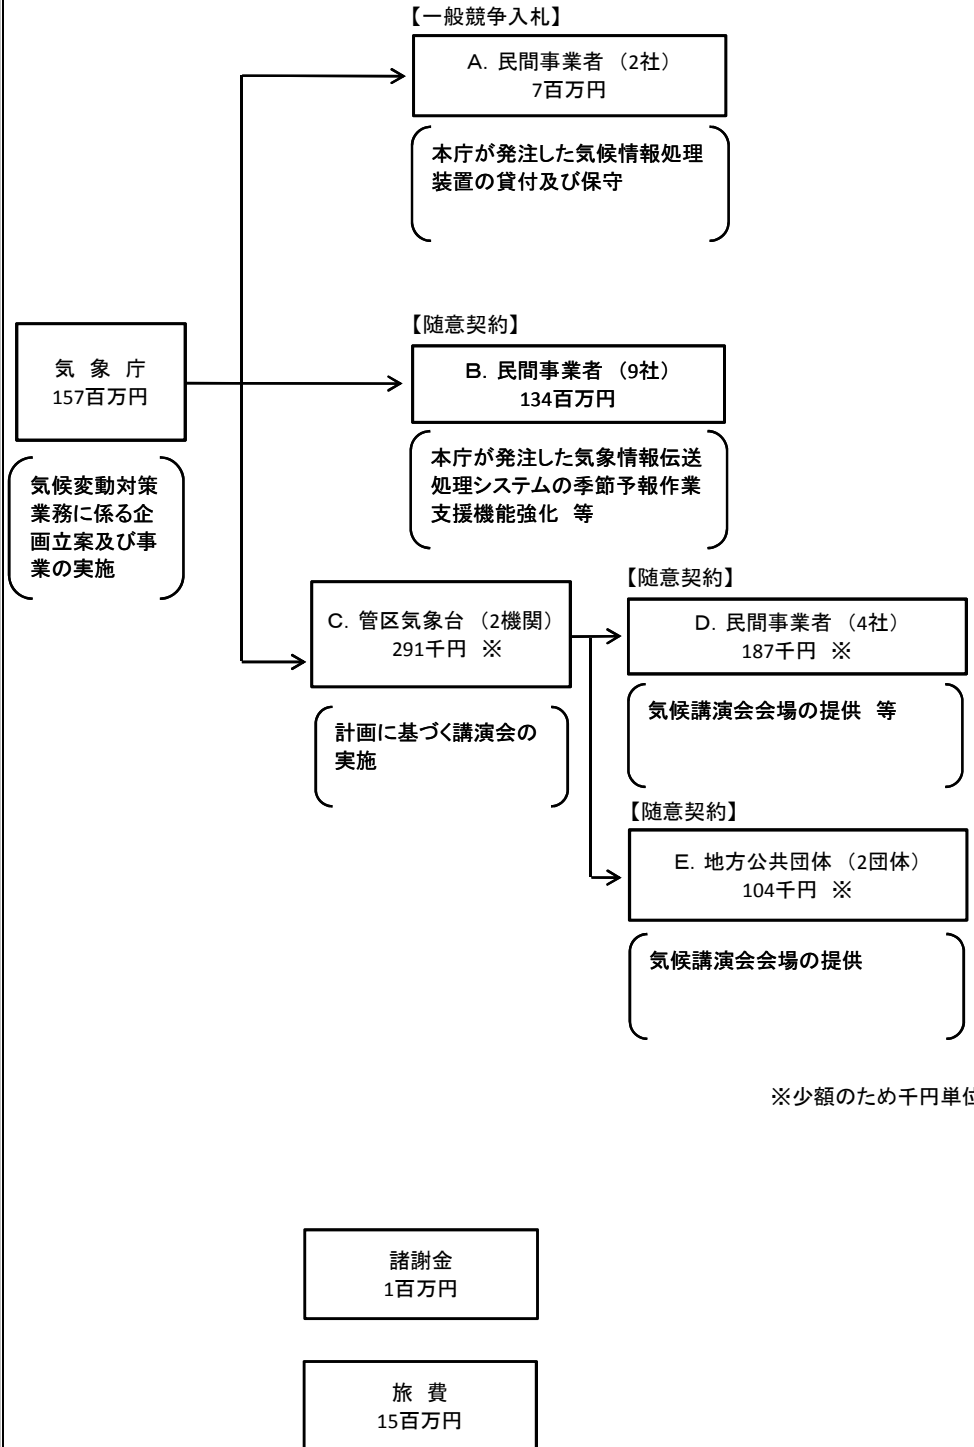 【一般競争入札】
A．民間事業者 （2社）
7百万円
本庁が発注した気候情報処理
装置の貸付及び保守
【随意契約】
気 象 庁
157百万円
B．民間事業者 （9社）
134百万円
気候変動対策
業務に係る企
画立案及び事
業の実施
本庁が発注した気象情報伝送
処理システムの季節予報作業
支援機能強化 等
【随意契約】
C．管区気象台 （2機関）
291千円 ※
D．民間事業者 （4社）
187千円 ※
計画に基づく講演会の
実施
気候講演会会場の提供 等
【随意契約】
E．地方公共団体 （2団体）
104千円 ※
気候講演会会場の提供
※少額のため千円単位
諸謝金
1百万円
旅 費
15百万円